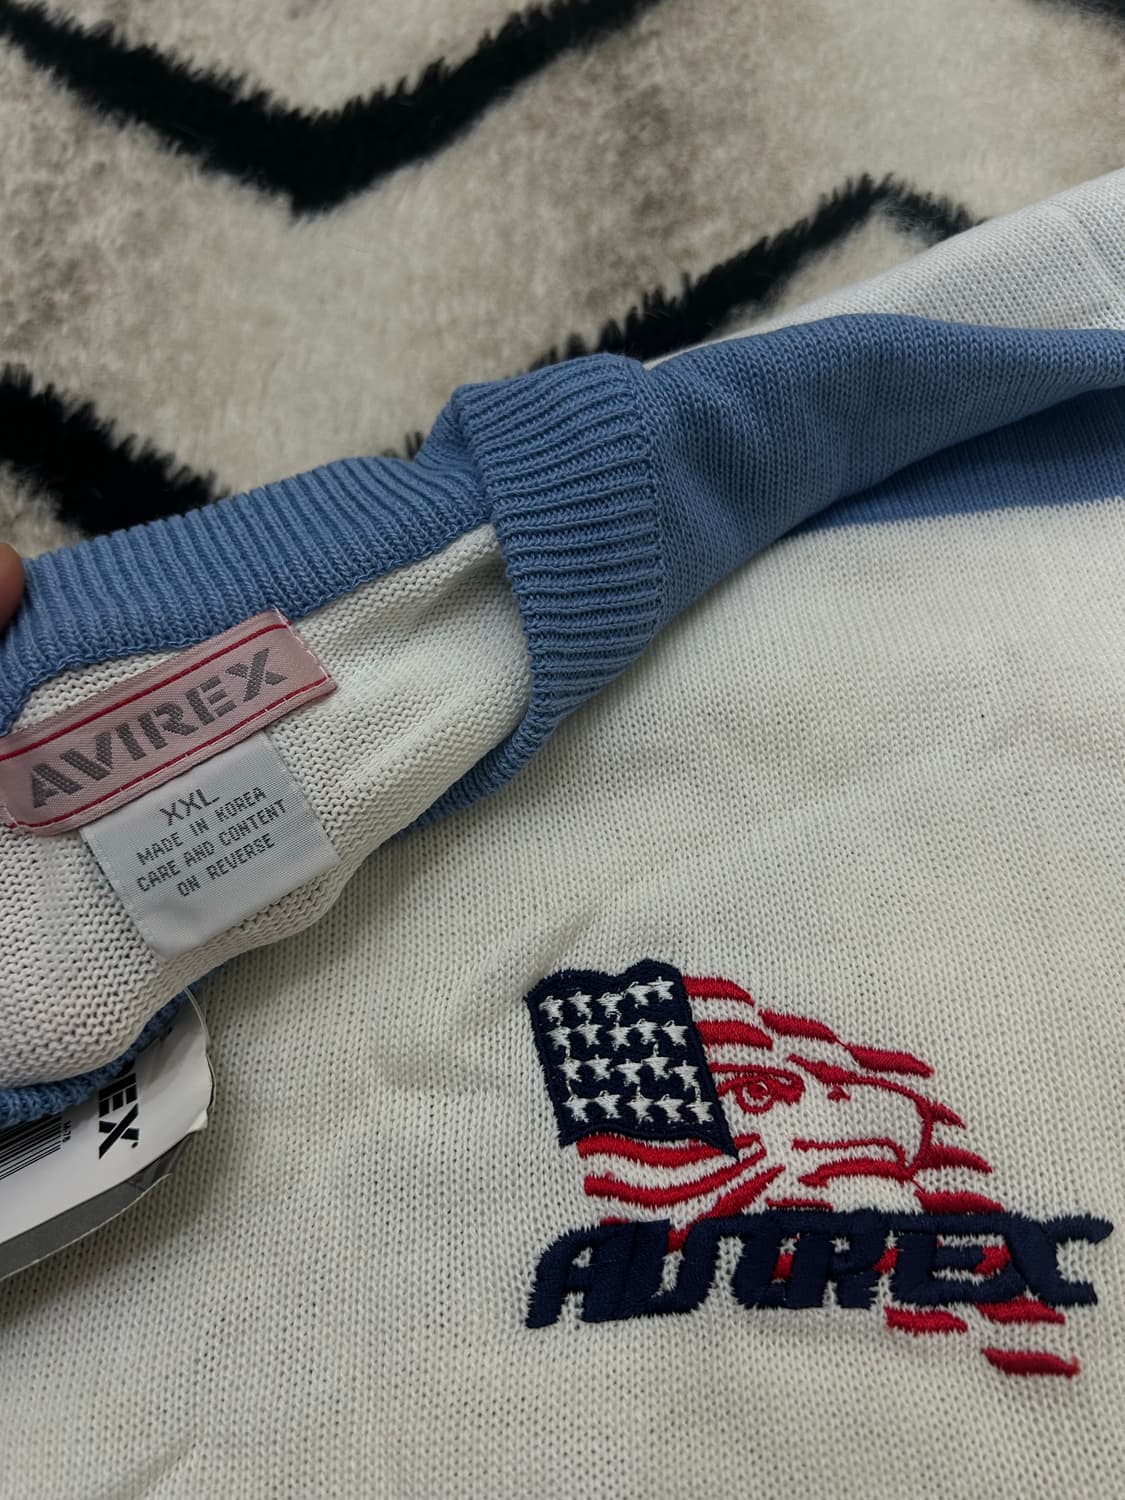 AVIREX
XXL
MADE IN KOREA
CARE AND CONTENT
ON REVERSE
AVIREX